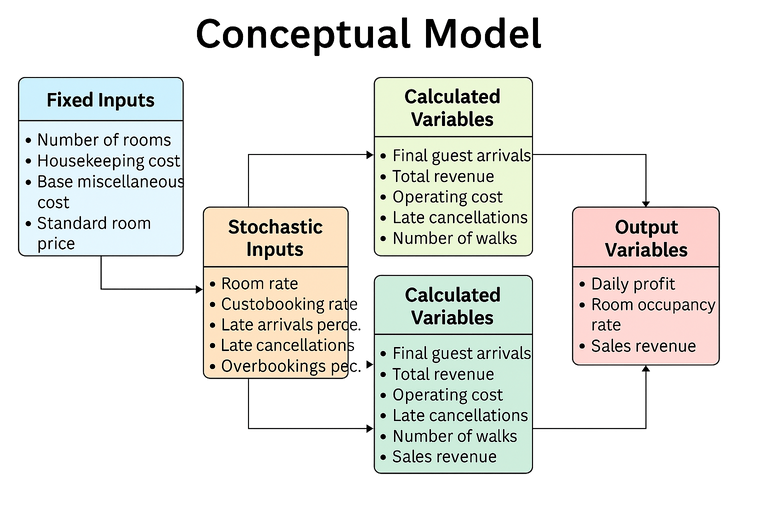 Conceptual Model
Fixed Inputs
• Number of rooms
• Housekeeping cost
• Base miscellaneous
cost
• Standard room
price
Stochastic
Inputs
• Room rate
• Custobooking rate
• Late arrivals perce.
• Late cancellations
• Overbookings pec.
Calculated
Variables
• Final guest arrivals
• Total revenue
• Operating cost
• Late cancellations
• Number of walks
Calculated
Variables
• Final guest arrivals
• Total revenue
• Operating cost
• Late cancellations
• Number of walks
• Sales revenue
Output
Variables
• Daily profit
• Room occupancy
rate
• Sales revenue